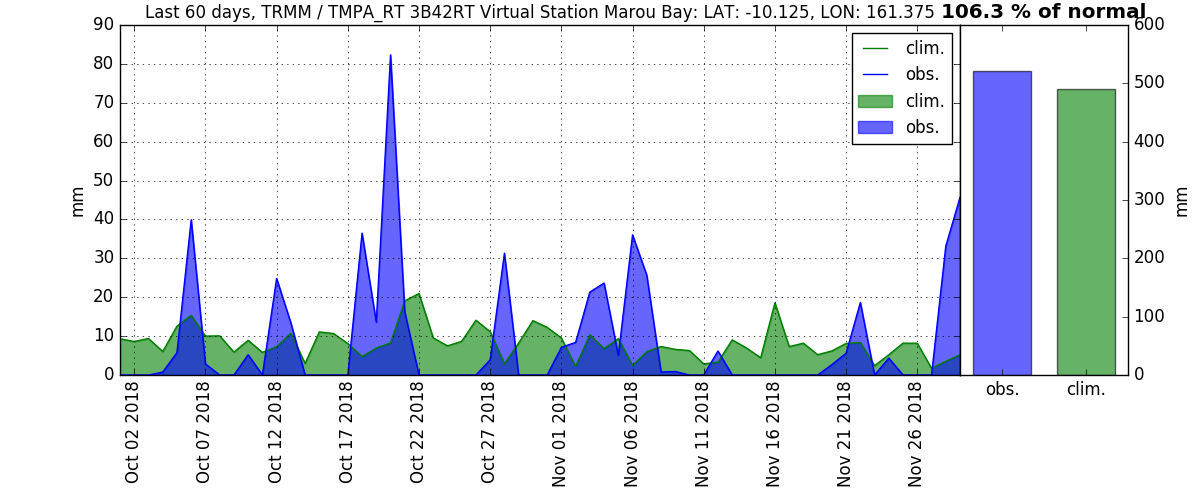 Last 60 days, TRMM / TMPA_RT 3B42RT Virtual Station Marou Bay: LAT: -10.125, LON: 161.375 106.3 % of normal
90
80
70
60
50
40
30
20
10
0
mm
clim.
obs.
clim.
obs.
600
500
400
300
200
100
0
mm
obs.
clim.
Oct 02 2018
Oct 07 2018
Oct 12 2018
Oct 17 2018
Oct 22 2018
Oct 27 2018
Nov 01 2018
Nov 06 2018
Nov 11 2018
Nov 16 2018
Nov 21 2018
Nov 26 2018